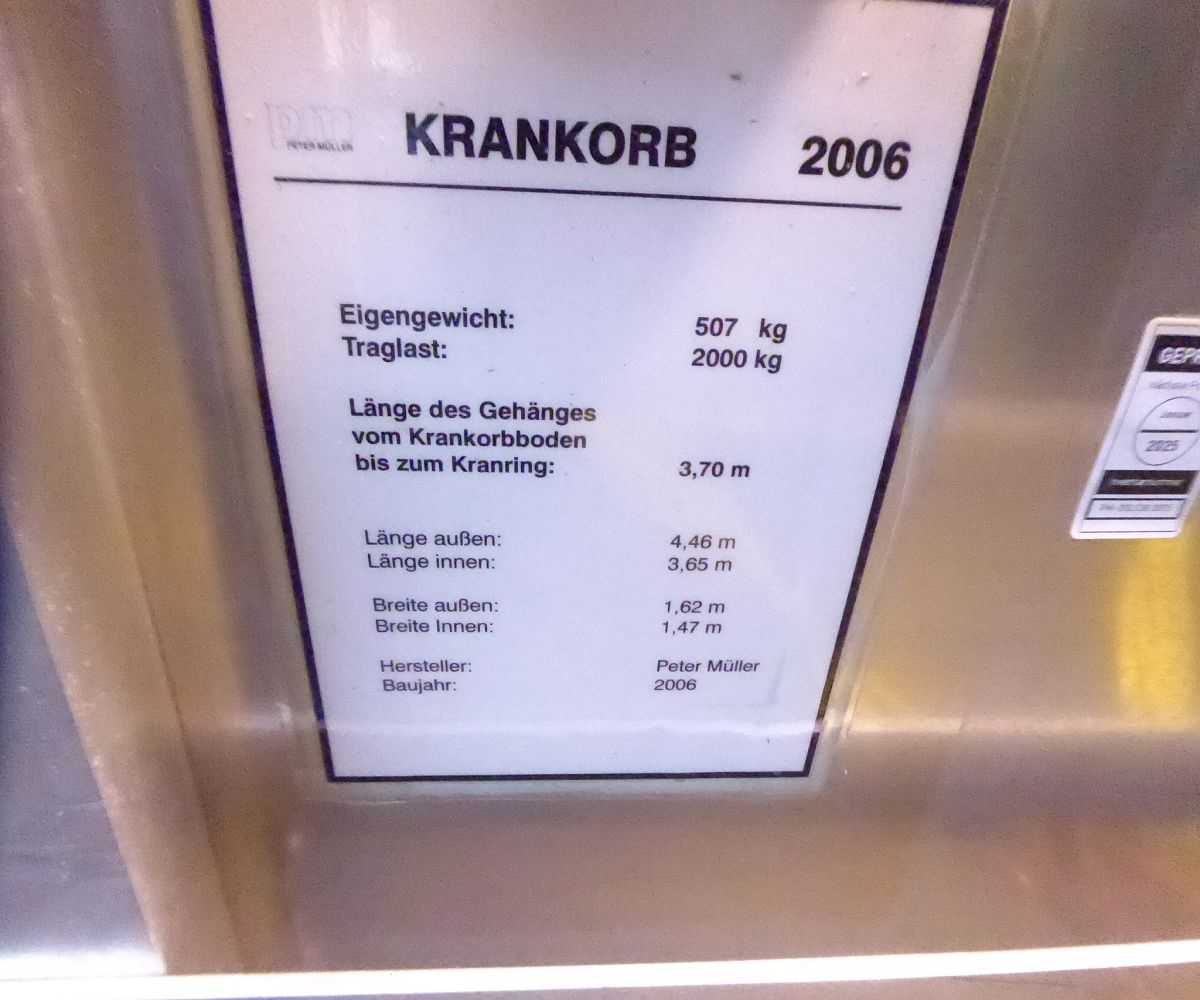 pm
PETER MÜLLER
KRANKORB 2006
Eigengewicht: 507 kg
Traglast: 2000 kg
Länge des Gehänges
vom Krankorbboden
bis zum Kranring: 3,70 m
Länge außen: 4,46 m
Länge innen: 3,65 m
Breite außen: 1,62 m
Breite Innen: 1,47 m
Hersteller: Peter Müller
Baujahr: 2006
GEPR
2025